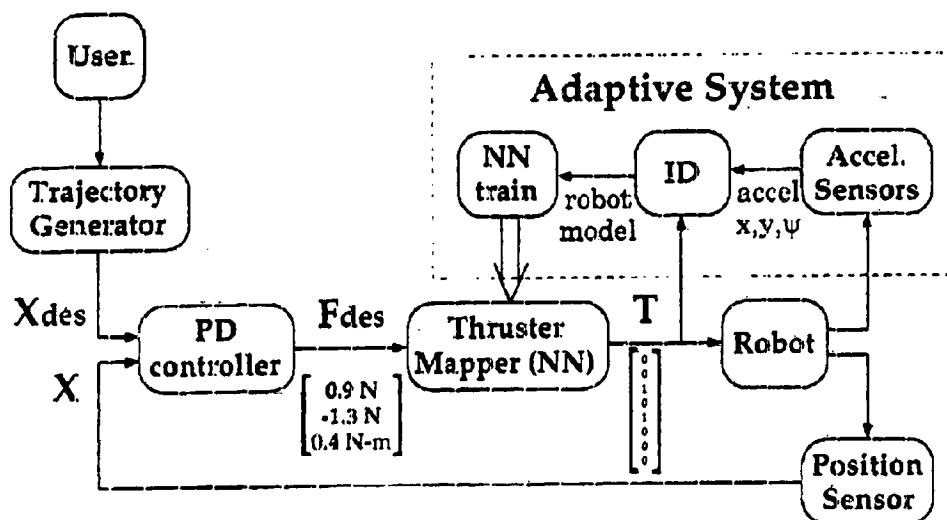 User
Adaptive System
NN
train
ID
Accel.
Sensors
robot
model
accel
x,y,ψ
Trajectory
Generator
Xdes
X
PD
controller
Fdes
0.9 N
-1.3 N
0.4 N-m
Thruster
Mapper (NN)
T
0
0
1
0
1
0
0
0
Robot
Position
Sensor